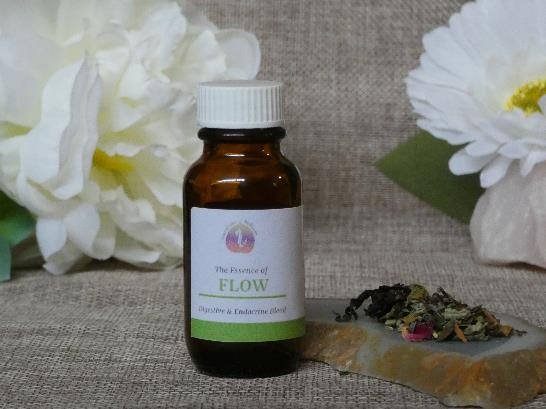 The Essence of
FLOW
Digestive & Endocrine Blend